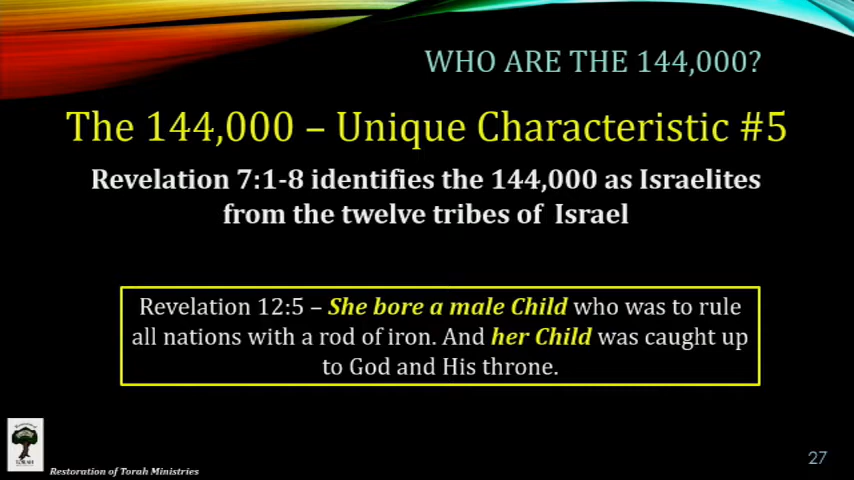 WHO ARE THE 144,000?
The 144,000 – Unique Characteristic #5
Revelation 7:1-8 identifies the 144,000 as Israelites
from the twelve tribes of Israel
Revelation 12:5 – She bore a male Child who was to rule
all nations with a rod of iron. And her Child was caught up
to God and His throne.
TORAH
Restoration of Torah Ministries
27